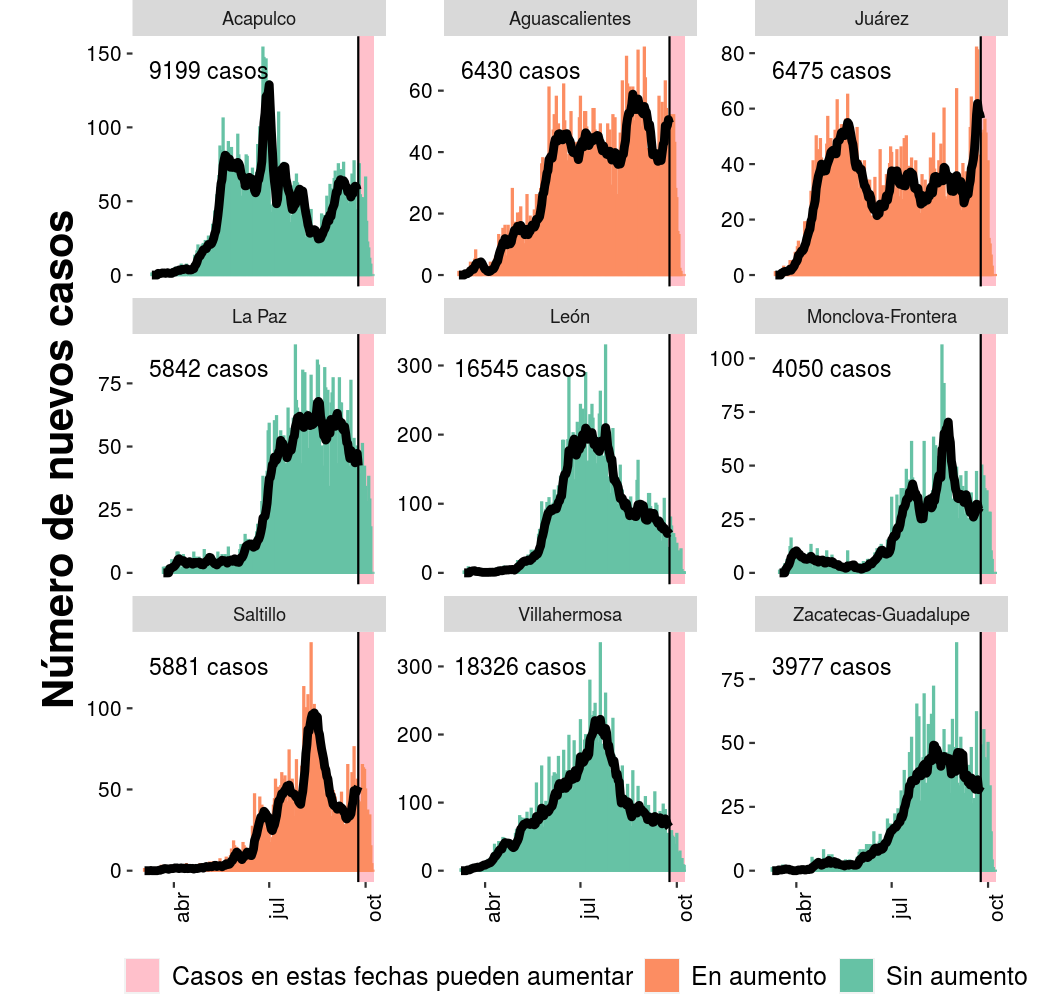 Número de nuevos casos
Acapulco
150
100
50
0
9199 casos
Aguascalientes
60
40
20
0
6430 casos
Juárez
80
60
40
20
0
6475 casos
La Paz
75
50
25
0
5842 casos
León
300
200
100
0
16545 casos
Monclova-Frontera
100
75
50
25
0
4050 casos
Saltillo
100
50
0
5881 casos
abr jul oct
Villahermosa
300
200
100
0
18326 casos
abr jul oct
Zacatecas-Guadalupe
75
50
25
0
3977 casos
abr jul oct
Casos en estas fechas pueden aumentar En aumento Sin aumento